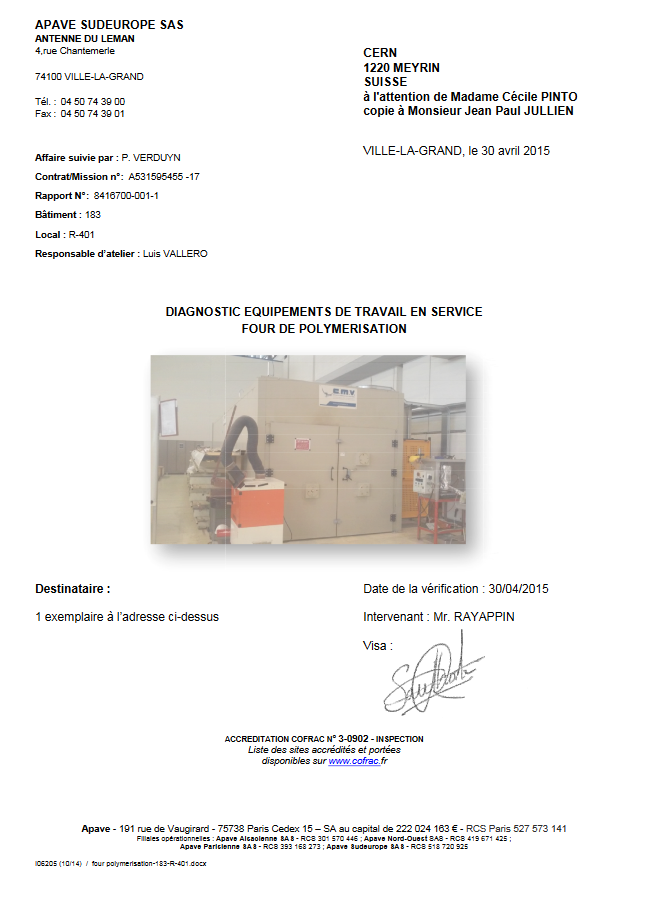 APAVE SUDEUROPE SAS
ANTENNE DU LEMAN
4,rue Chantemerle
74100 VILLE-LA-GRAND
Tél. : 04 50 74 39 00
Fax : 04 50 74 39 01
CERN
1220 MEYRIN
SUISSE
à l'attention de Madame Cécile PINTO
copie à Monsieur Jean Paul JULLIEN
VILLE-LA-GRAND, le 30 avril 2015
Affaire suivie par : P. VERDUYN
Contrat/Mission n° : A531595455 -17
Rapport N° : 8416700-001-1
Bâtiment : 183
Local : R-401
Responsable d'atelier : Luis VALLERO
DIAGNOSTIC EQUIPEMENTS DE TRAVAIL EN SERVICE
FOUR DE POLYMERISATION
Destinataire :
1 exemplaire à l'adresse ci-dessus
Date de la vérification : 30/04/2015
Intervenant : Mr. RAYAPPIN
Visa :
ACCREDITATION COFRAC N° 3-0902 - INSPECTION
Liste des sites accrédités et portées
disponibles sur www.cofrac.fr
Apave - 191 rue de Vaugirard - 75738 Paris Cedex 15 – SA au capital de 222 024 163 € - RCS Paris 527 573 141
Filiales opérationnelles : Apave Alsacienne SAS - RCS 301 570 446 ; Apave Nord-Ouest SAS - RCS 419 671 425 ;
Apave Parisienne SAS - RCS 393 168 273 ; Apave Sudeurope SAS - RCS 518 720 925
I06205 (10/14) / four polymerisation-183-R-401.docx